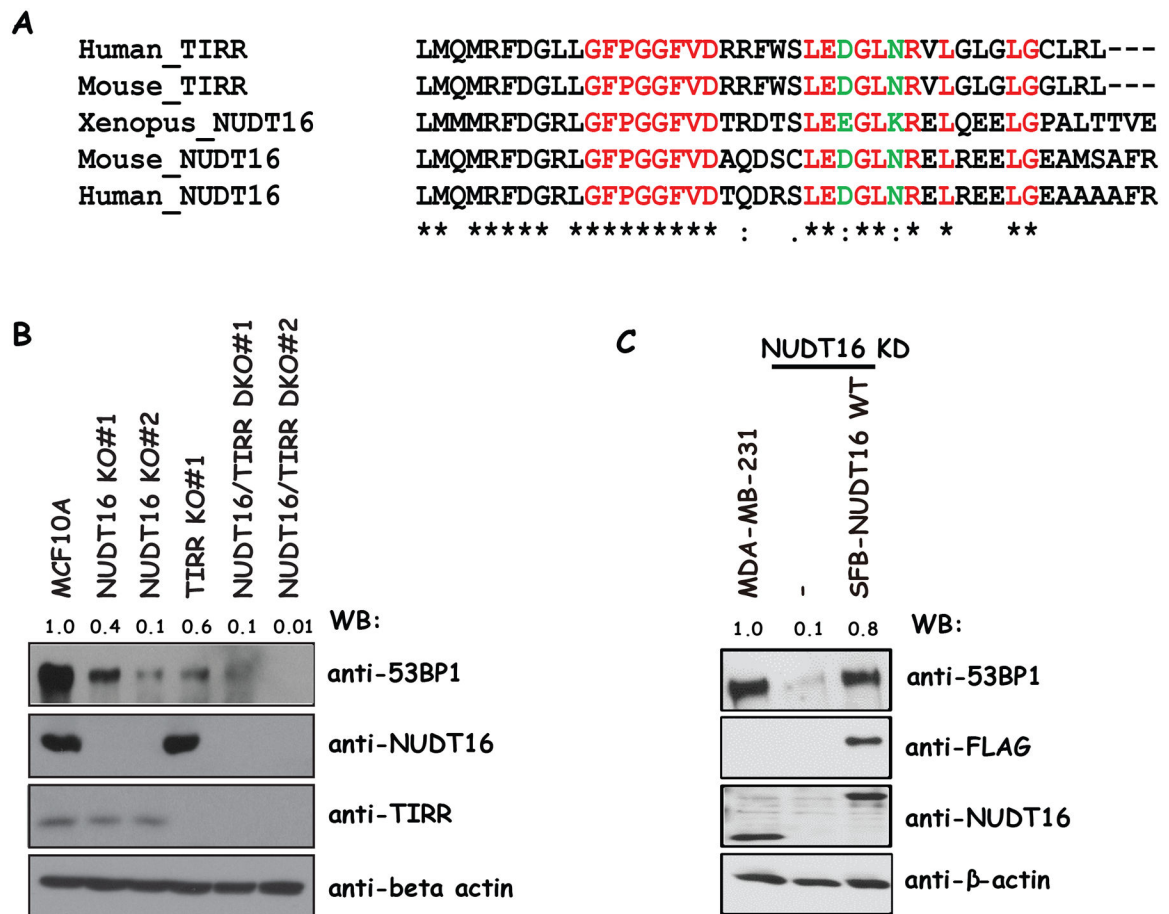 A
Human_TIRR LMQMRFDGLLGFPGGFVDRRFWSLEDGLNRVLGLGLGCLRL---
Mouse_TIRR LMQMRFDGLLGFPGGFVDRRFWSLEDGLNRVLGLGLGGLRL---
Xenopus_NUDT16 LMMMRFDGRLGFPGGFVDTRDTSLEEGLKRELQEELGPALTTVE
Mouse_NUDT16 LMQMRFDGRLGFPGGFVDAQDSCLEDGLNRELREELGEAMSAFR
Human_NUDT16 LMQMRFDGRLGFPGGFVDTQDRSLEDGLNRELREELGEAAAAFR
** ***** ********* : .**:**:* * **
B
MCF10A
NUDT16 KO#1
NUDT16 KO#2
TIRR KO#1
NUDT16/TIRR DKO#1
NUDT16/TIRR DKO#2
1.0 0.4 0.1 0.6 0.1 0.01 WB:
anti-53BP1
anti-NUDT16
anti-TIRR
anti-beta actin
C
NUDT16 KD
MDA-MB-231
-
SFB-NUDT16 WT
1.0 0.1 0.8 WB:
anti-53BP1
anti-FLAG
anti-NUDT16
anti-β-actin